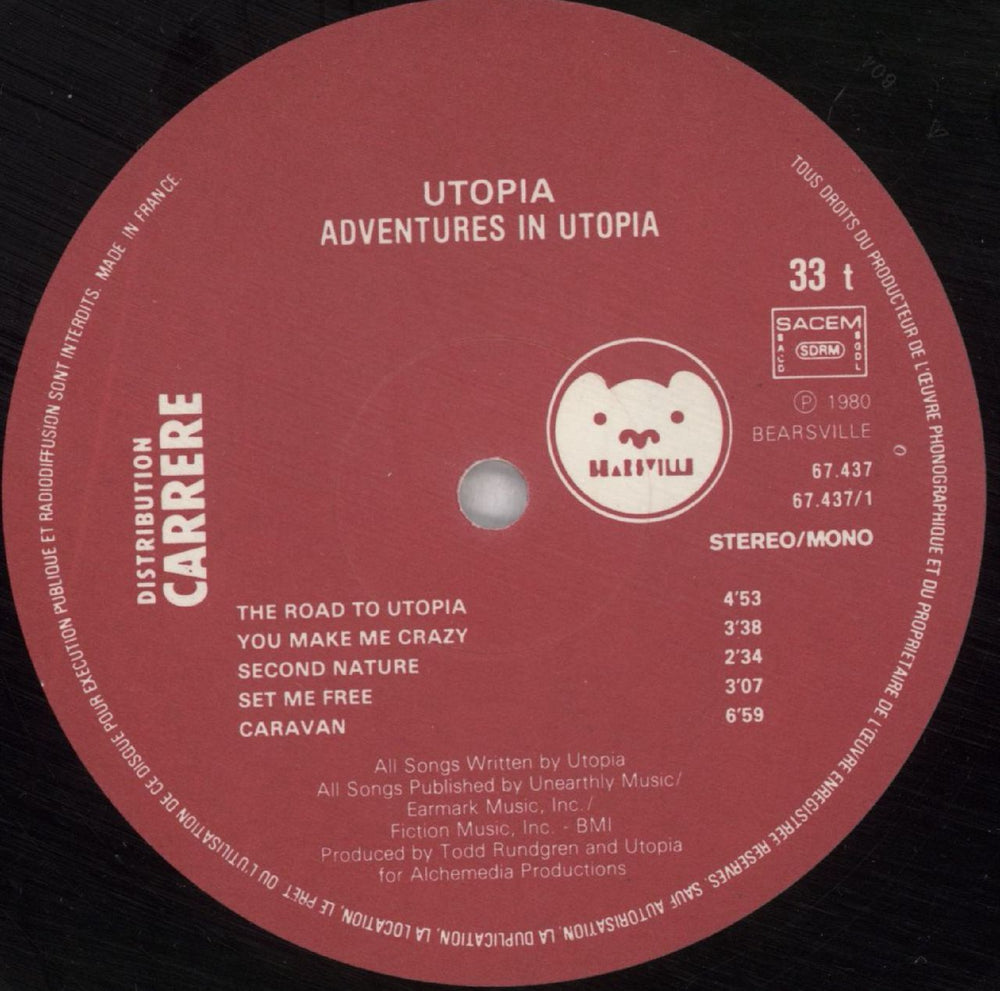 UTOPIA
ADVENTURES IN UTOPIA
33 t
SACEM
SACD
SDRM
SGDL
Ⓟ 1980
BEARSVILLE
67.437
67.437/1
STEREO/MONO
BEARSVILLE
DISTRIBUTION
CARRERE
THE ROAD TO UTOPIA 4'53
YOU MAKE ME CRAZY 3'38
SECOND NATURE 2'34
SET ME FREE 3'07
CARAVAN 6'59
All Songs Written by Utopia
All Songs Published by Unearthly Music/
Earmark Music, Inc./
Fiction Music, Inc. - BMI
Produced by Todd Rundgren and Utopia
for Alchemedia Productions
TOUS DROITS DU PRODUCTEUR DE L'ŒUVRE PHONOGRAPHIQUE ET DU PROPRIETAIRE DE L'ŒUVRE ENREGISTREE RESERVES. SAUF AUTORISATION, LA DUPLICATION, LA LOCATION, LE PRET OU L'UTILISATION DE CE DISQUE POUR EXECUTION PUBLIQUE ET RADIODIFFUSION SONT INTERDITS. MADE IN FRANCE.